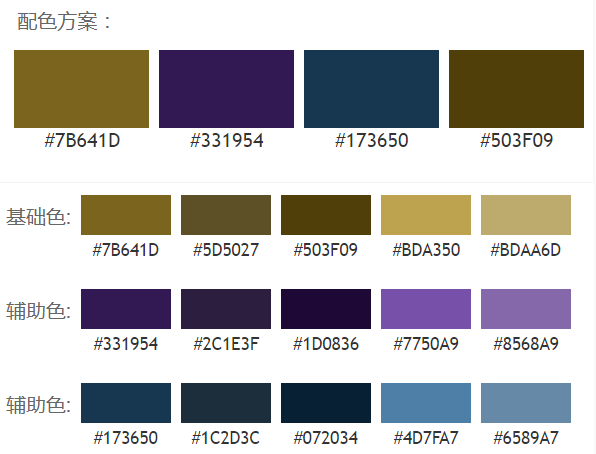 配色方案：
#7B641D #331954 #173650 #503F09
基础色:
#7B641D #5D5027 #503F09 #BDA350 #BDAA6D
辅助色:
#331954 #2C1E3F #1D0836 #7750A9 #8568A9
辅助色:
#173650 #1C2D3C #072034 #4D7FA7 #6589A7